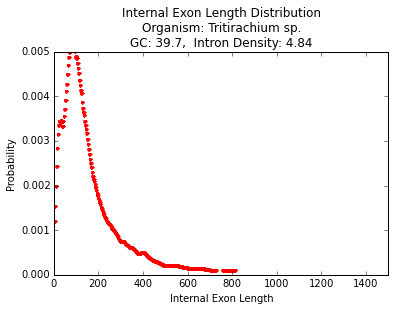 Internal Exon Length Distribution
Organism: Tritirachium sp.
GC: 39.7,  Intron Density: 4.84
0.005
0.004
0.003
0.002
0.001
0.000
Probability
0
200
400
600
800
1000
1200
1400
Internal Exon Length